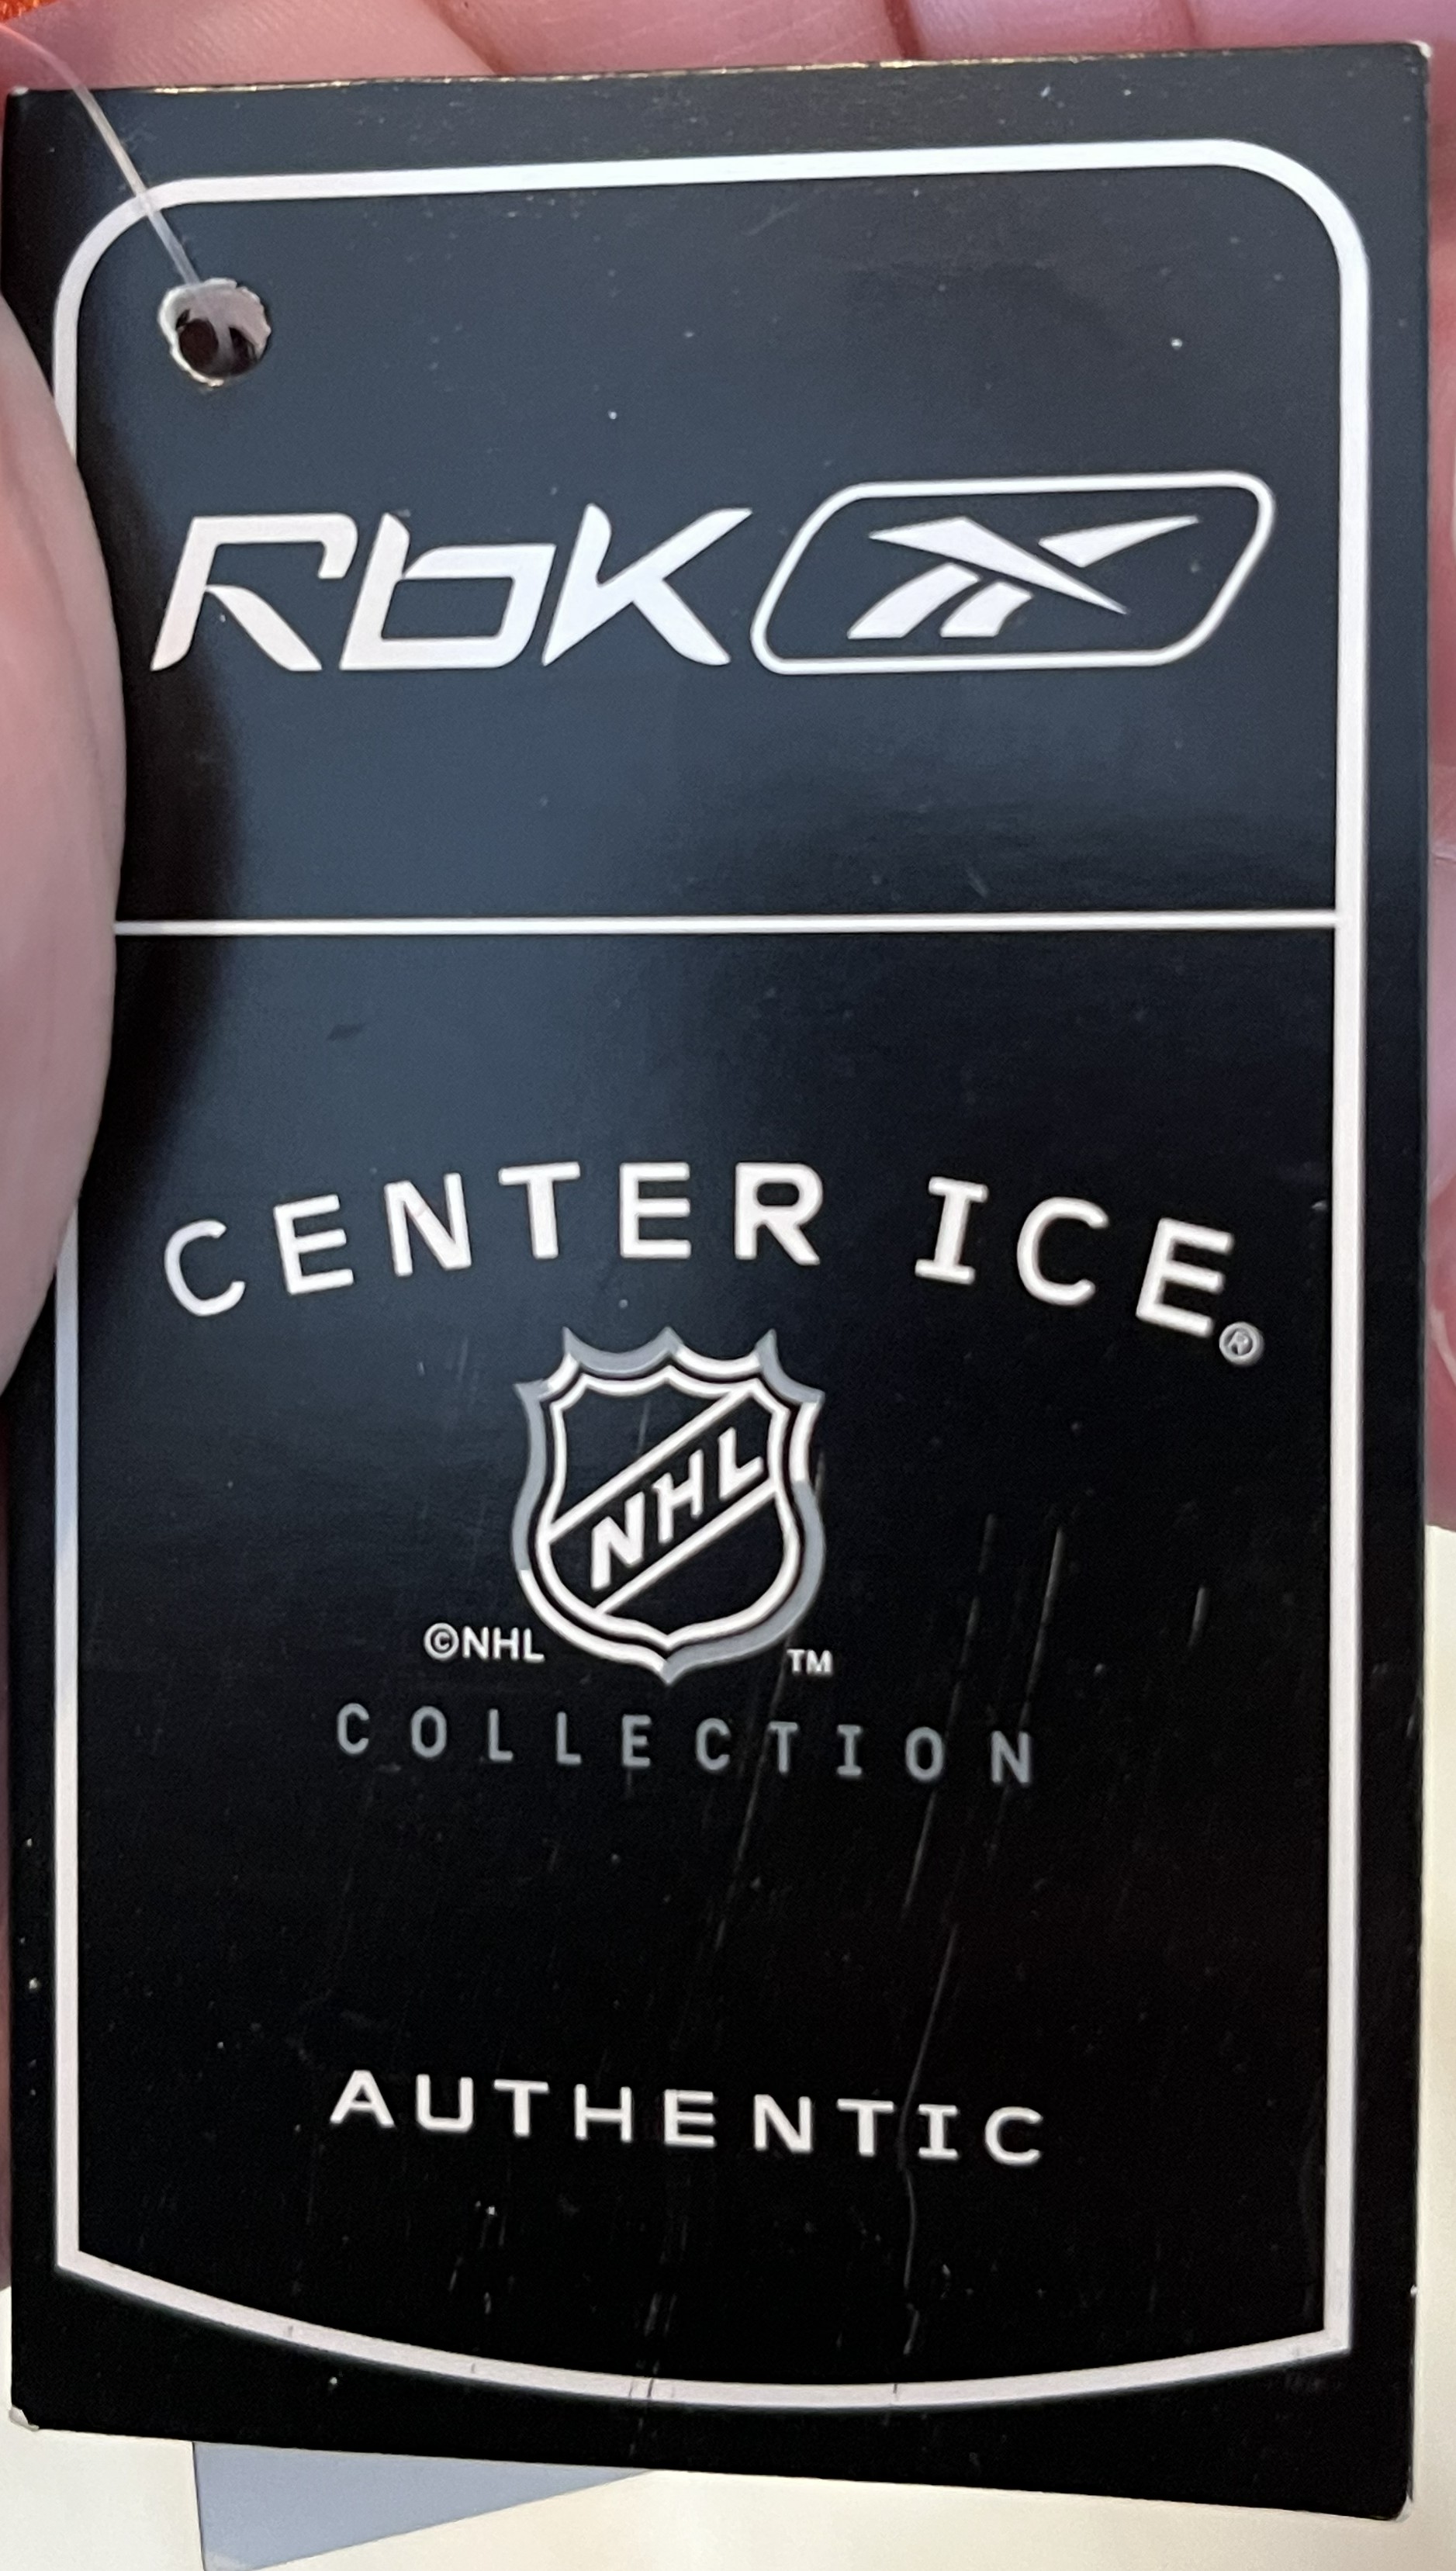 Rbk
CENTER ICE®
NHL
©NHL TM
COLLECTION
AUTHENTIC